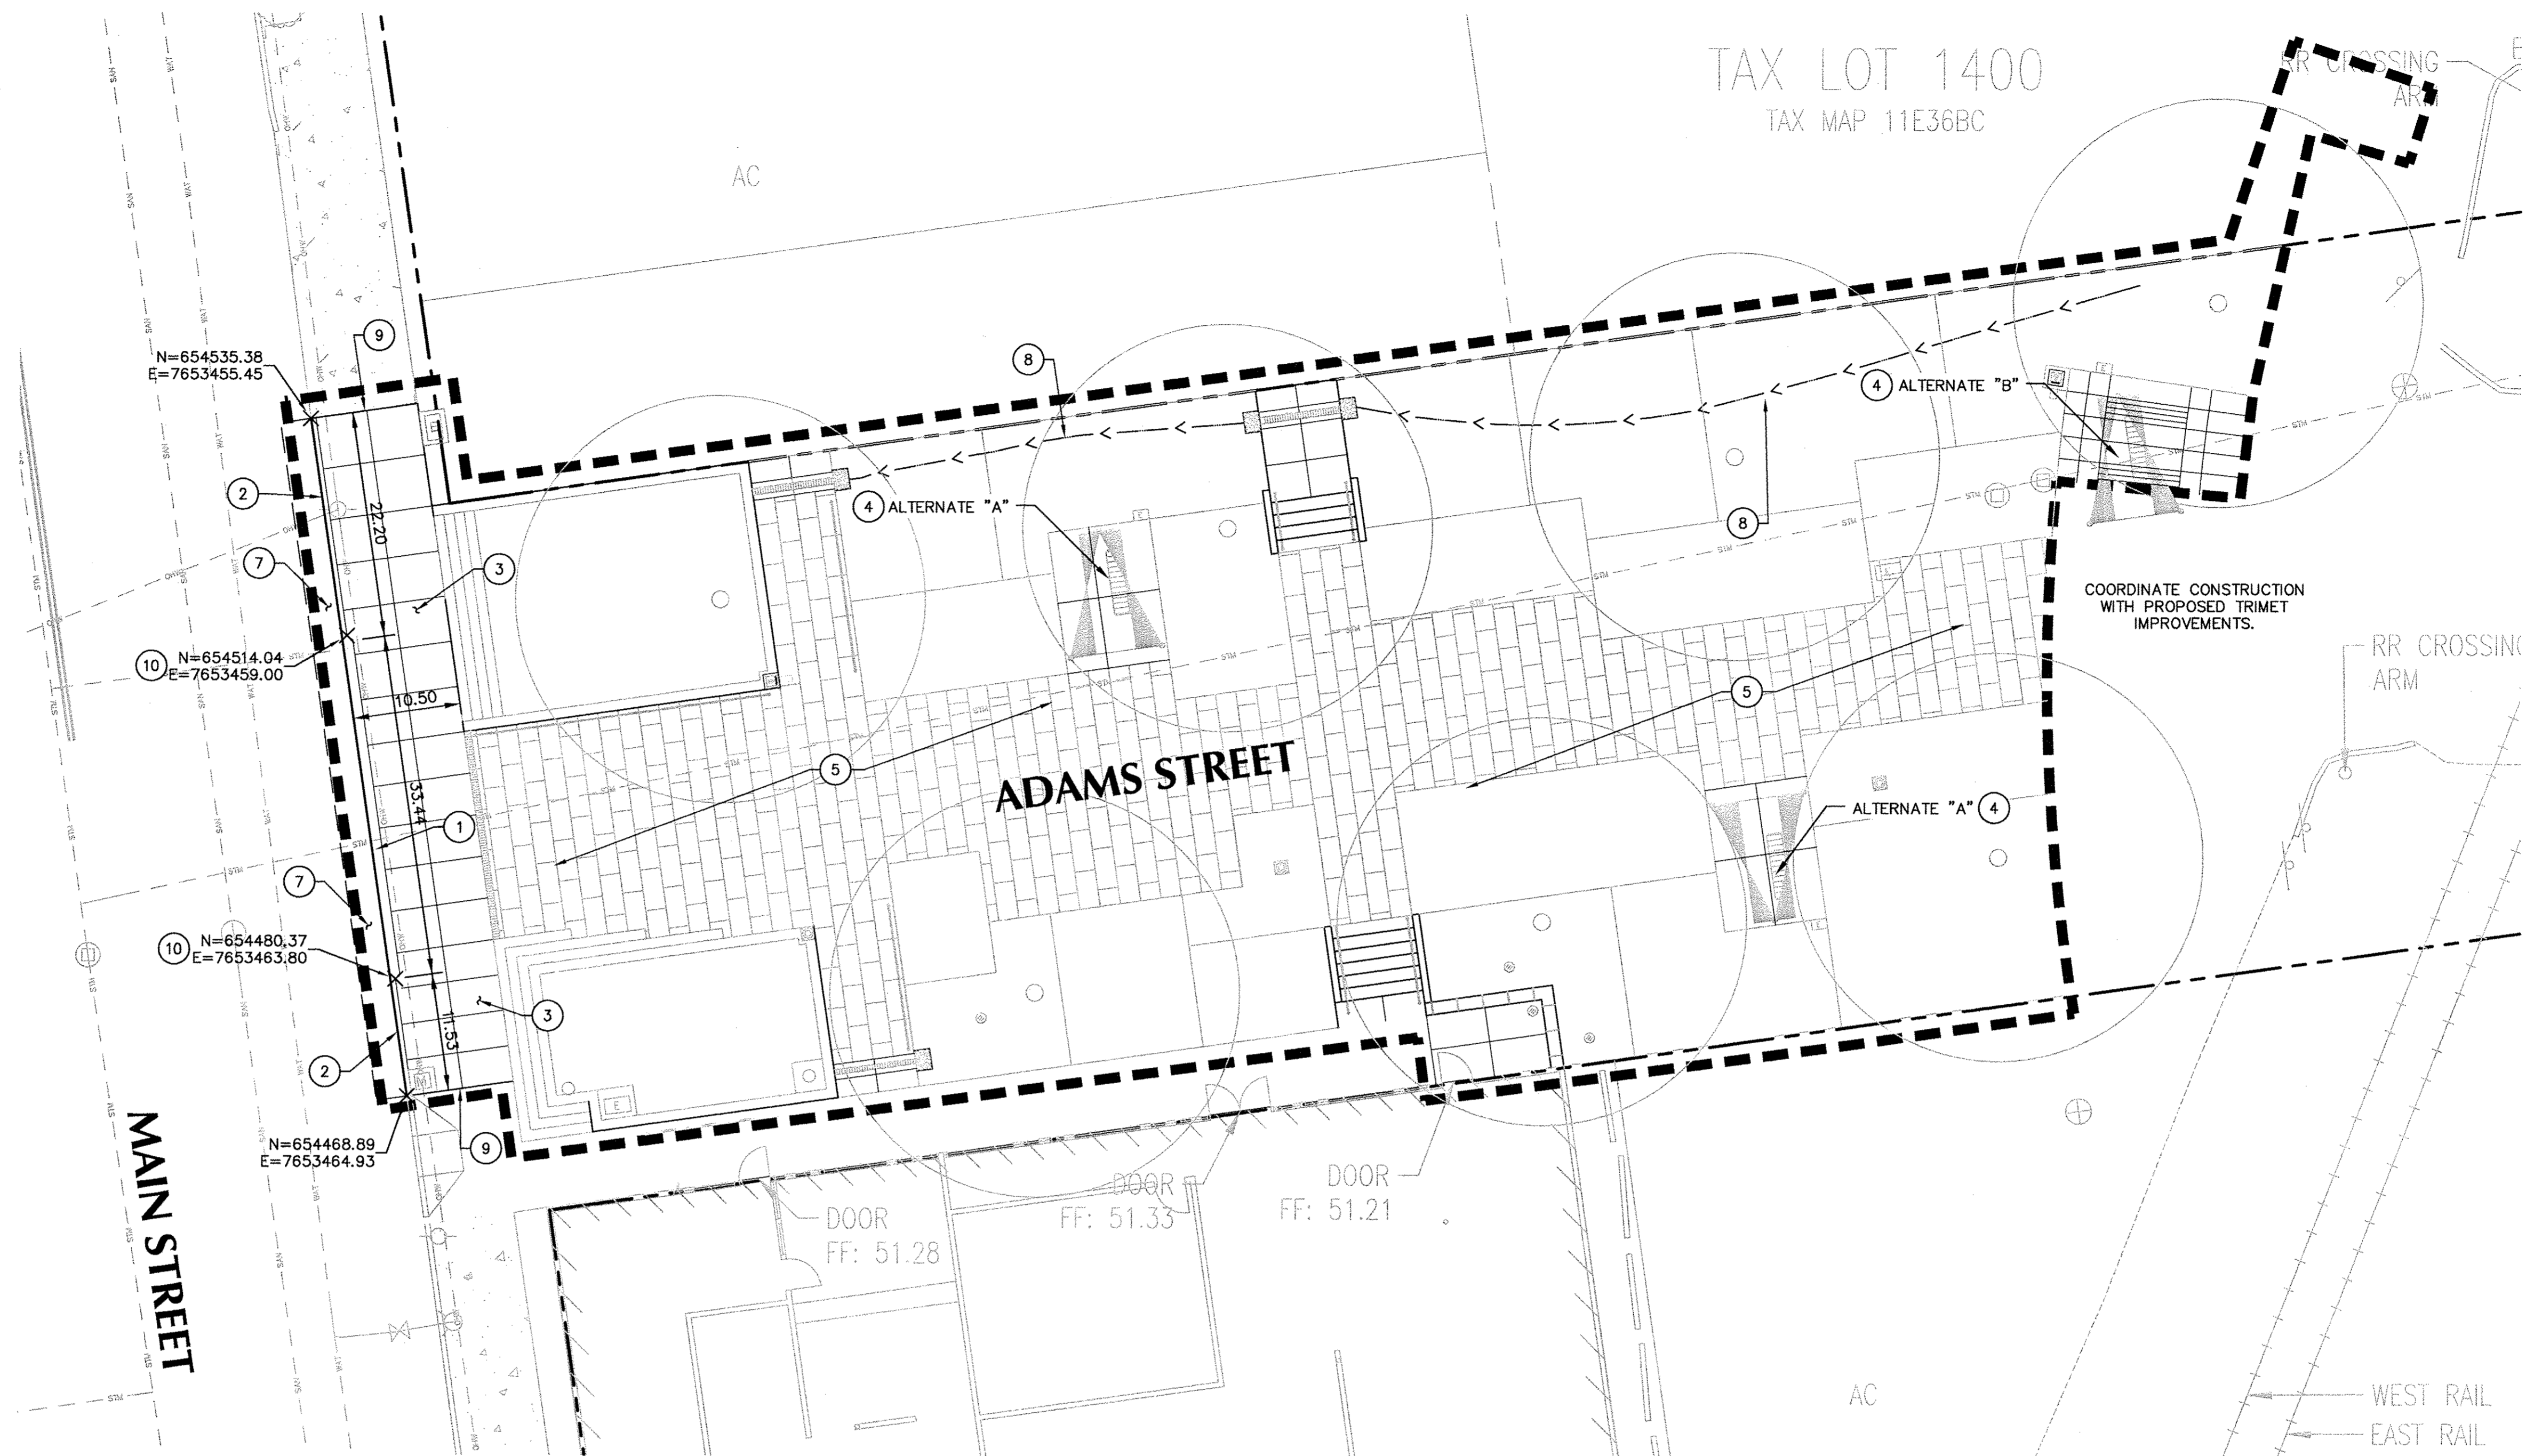 TAX LOT 1400
TAX MAP 11E36BC
RR CROSSING
ARM
AC
9
N=654535.38
E=7653455.45
8
4 ALTERNATE "B"
2
22.20
4 ALTERNATE "A"
8
7
3
COORDINATE CONSTRUCTION
WITH PROPOSED TRIMET
IMPROVEMENTS.
10 N=654514.04
E=7653459.00
RR CROSSING
ARM
10.50
5
5
ADAMS STREET
33.44
1
ALTERNATE "A" 4
7
10 N=654480.37
E=7653463.80
3
11.53
2
N=654468.89
E=7653464.93
9
MAIN STREET
DOOR
FF: 51.28
DOOR
FF: 51.33
DOOR
FF: 51.21
AC
WEST RAIL
EAST RAIL
SAN
WAT
OHW
STM
E
M